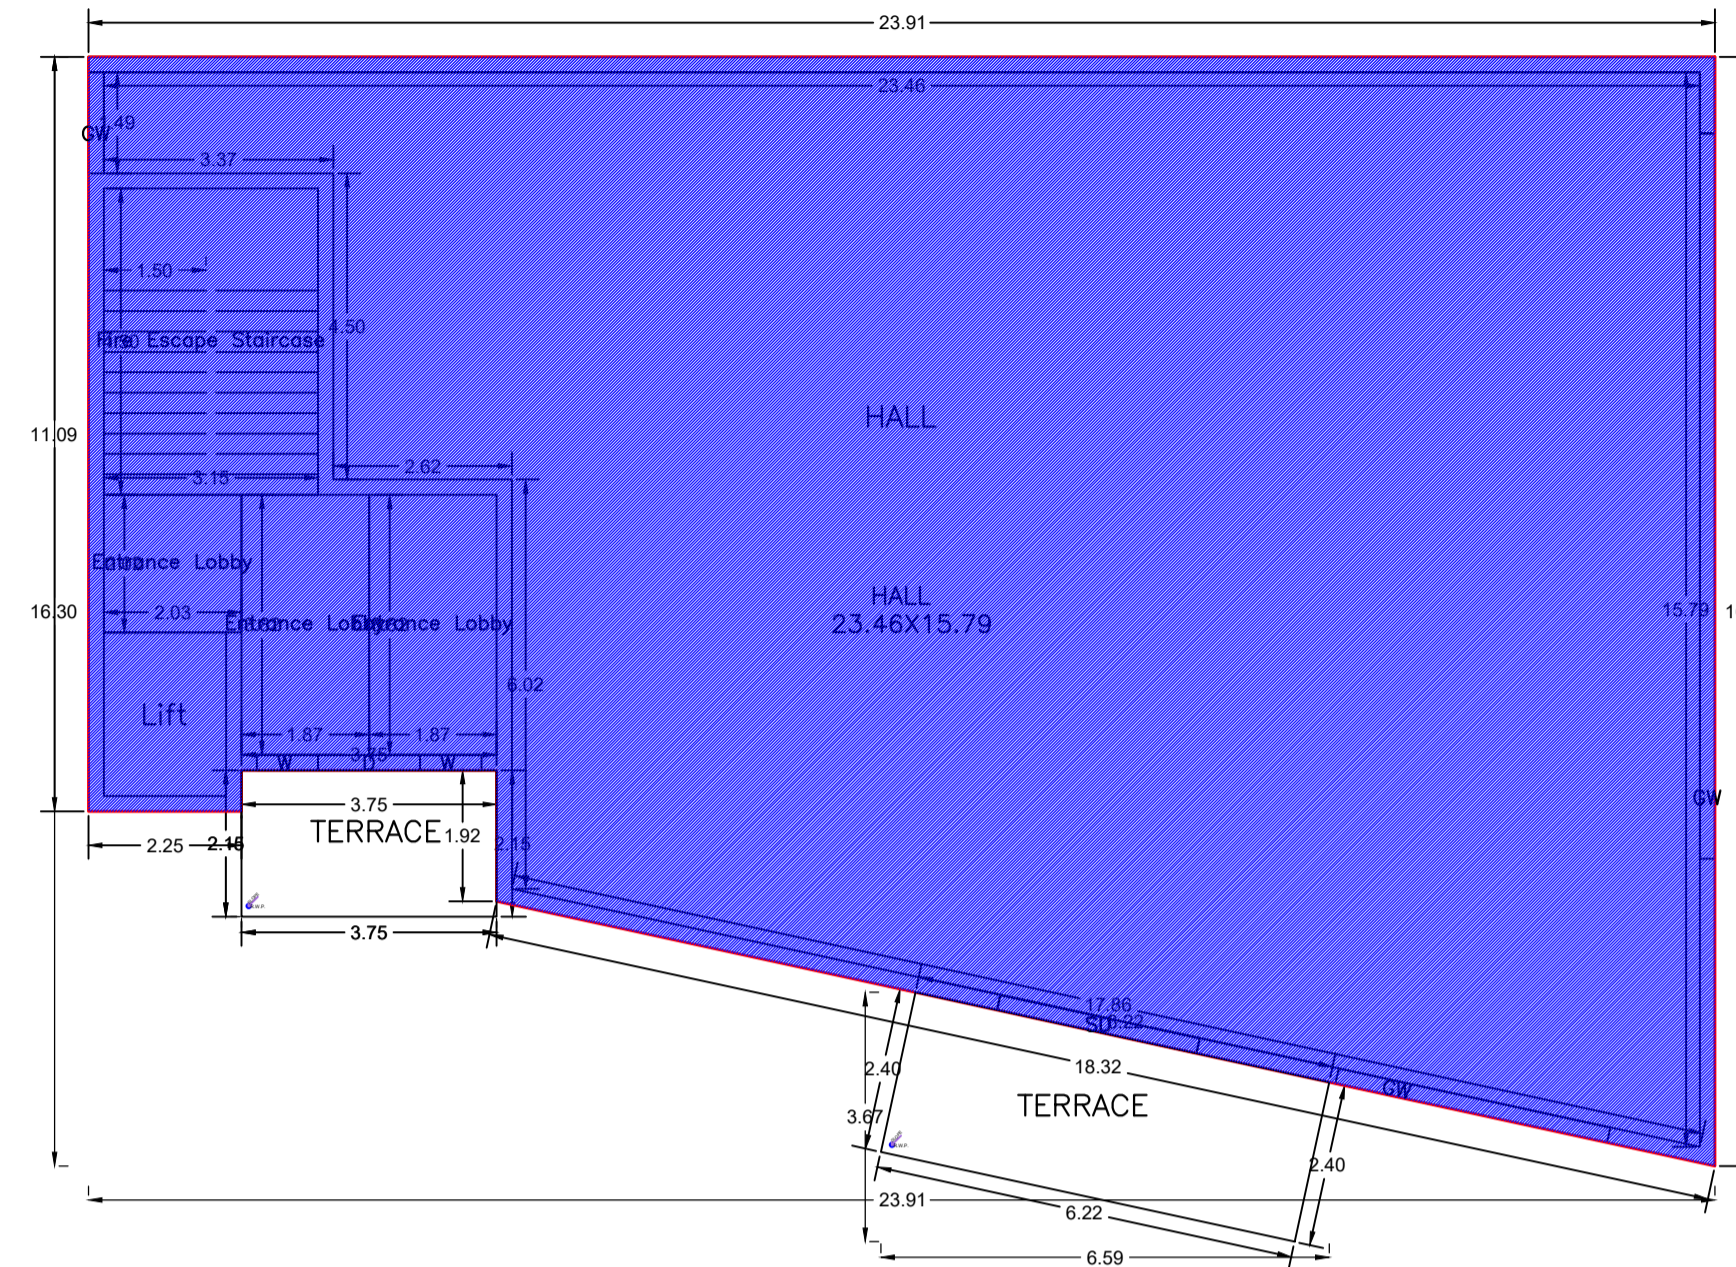 23.91
23.46
GW
1.49
3.37
1.50
4.50
Fire Escape Staircase
HALL
11.09
2.62
3.15
Entrance Lobby
HALL
16.30
2.03
15.79
Entrance Lobby
Entrance Lobby
23.46X15.79
6.02
Lift
1.87
1.87
3.75
W
D
W
GW
3.75
TERRACE
1.92
2.25
2.15
2.15
3.75
17.86
SD
6.22
18.32
2.40
GW
TERRACE
3.67
2.40
23.91
6.22
6.59